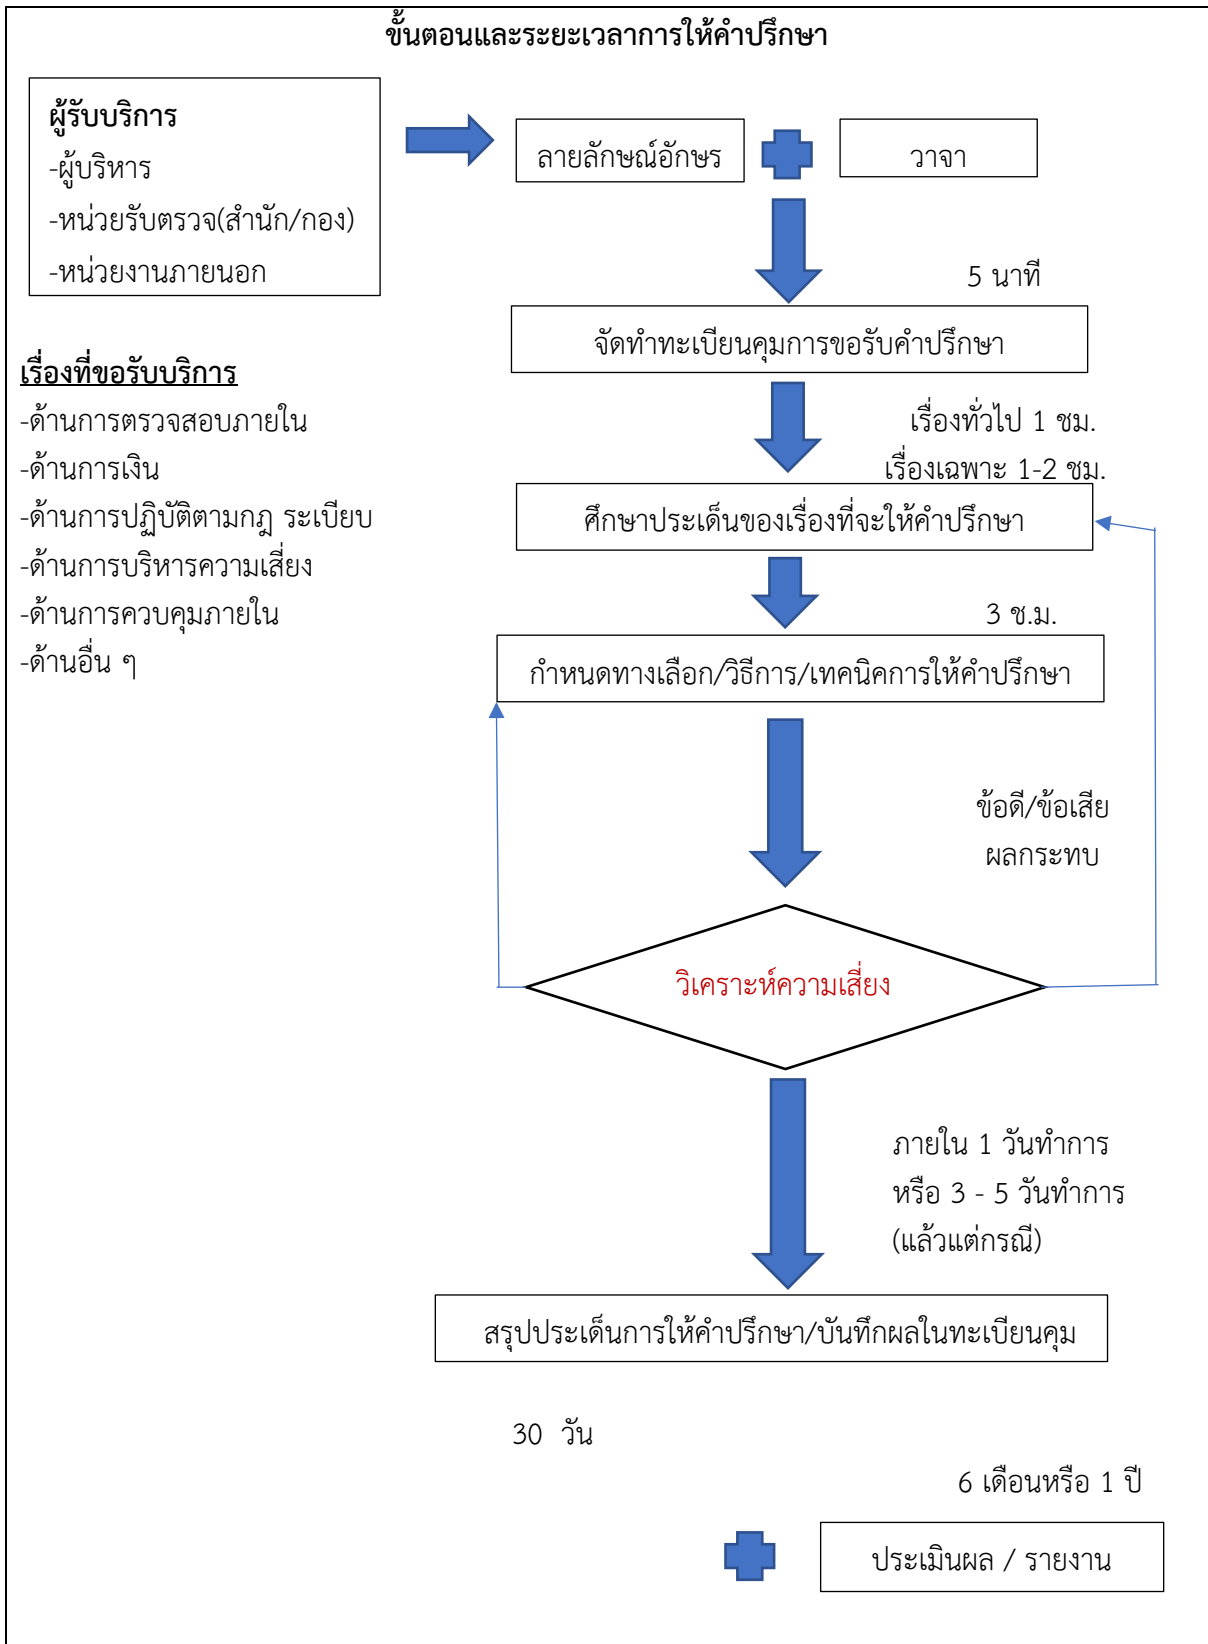 ขั้นตอนและระยะเวลาการให้คำปรึกษา
ผู้รับบริการ
-ผู้บริหาร
-หน่วยรับตรวจ(สำนัก/กอง)
-หน่วยงานภายนอก
ลายลักษณ์อักษร
วาจา
5 นาที
จัดทำทะเบียนคุมการขอรับคำปรึกษา
เรื่องที่ขอรับบริการ
-ด้านการตรวจสอบภายใน
-ด้านการเงิน
-ด้านการปฏิบัติตามกฎ ระเบียบ
-ด้านการบริหารความเสี่ยง
-ด้านการควบคุมภายใน
-ด้านอื่น ๆ
เรื่องทั่วไป 1 ชม.
เรื่องเฉพาะ 1-2 ชม.
ศึกษาประเด็นของเรื่องที่จะให้คำปรึกษา
3 ช.ม.
กำหนดทางเลือก/วิธีการ/เทคนิคการให้คำปรึกษา
ข้อดี/ข้อเสีย
ผลกระทบ
วิเคราะห์ความเสี่ยง
ภายใน 1 วันทำการ
หรือ 3 - 5 วันทำการ
(แล้วแต่กรณี)
สรุปประเด็นการให้คำปรึกษา/บันทึกผลในทะเบียนคุม
30 วัน
6 เดือนหรือ 1 ปี
ประเมินผล / รายงาน